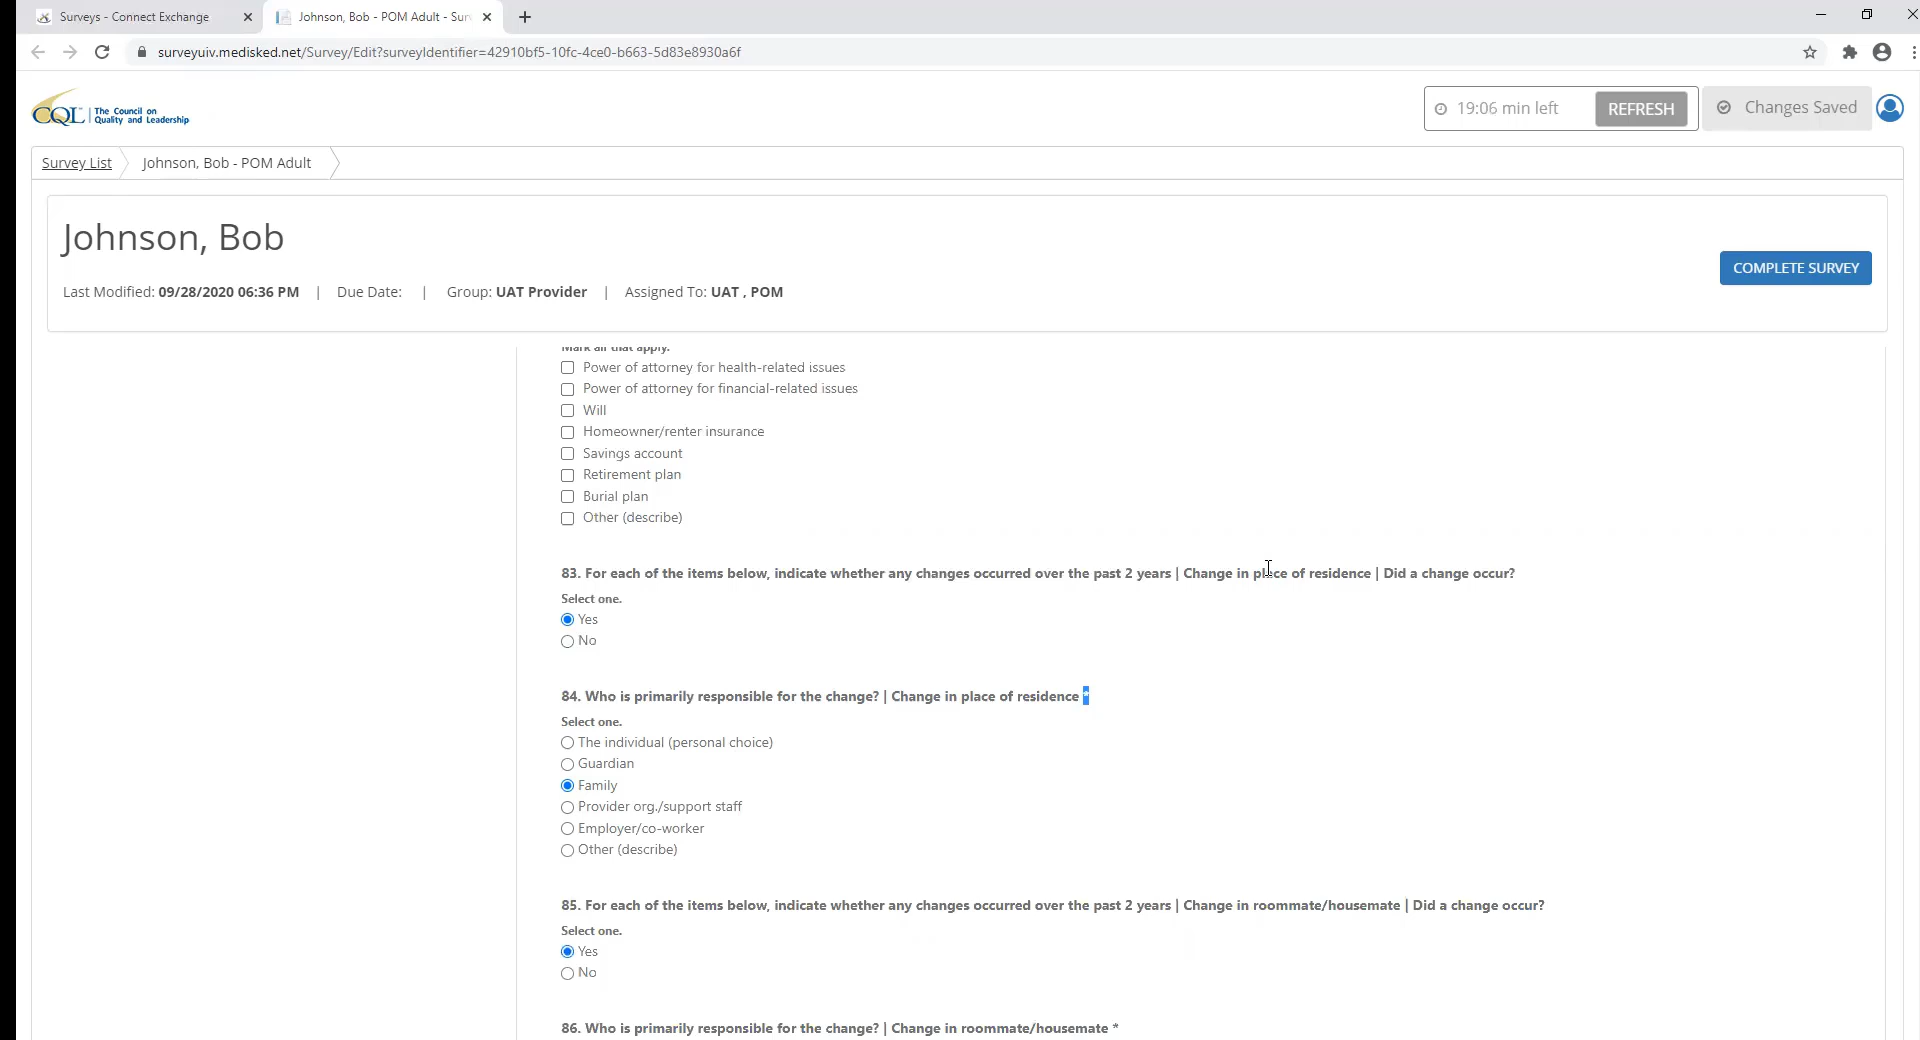 Surveys - Connect Exchange
Johnson, Bob - POM Adult - Sur
surveyuiv.medisked.net/Survey/Edit?surveyIdentifier=42910bf5-10fc-4ce0-b663-5d83e8930a6f
CQL The Council on Quality and Leadership
19:06 min left
REFRESH
Changes Saved
Survey List
Johnson, Bob - POM Adult
Johnson, Bob
COMPLETE SURVEY
Last Modified: 09/28/2020 06:36 PM | Due Date: | Group: UAT Provider | Assigned To: UAT , POM
Mark all that apply.
Power of attorney for health-related issues
Power of attorney for financial-related issues
Will
Homeowner/renter insurance
Savings account
Retirement plan
Burial plan
Other (describe)
83. For each of the items below, indicate whether any changes occurred over the past 2 years | Change in place of residence | Did a change occur?
Select one.
Yes
No
84. Who is primarily responsible for the change? | Change in place of residence *
Select one.
The individual (personal choice)
Guardian
Family
Provider org./support staff
Employer/co-worker
Other (describe)
85. For each of the items below, indicate whether any changes occurred over the past 2 years | Change in roommate/housemate | Did a change occur?
Select one.
Yes
No
86. Who is primarily responsible for the change? | Change in roommate/housemate *